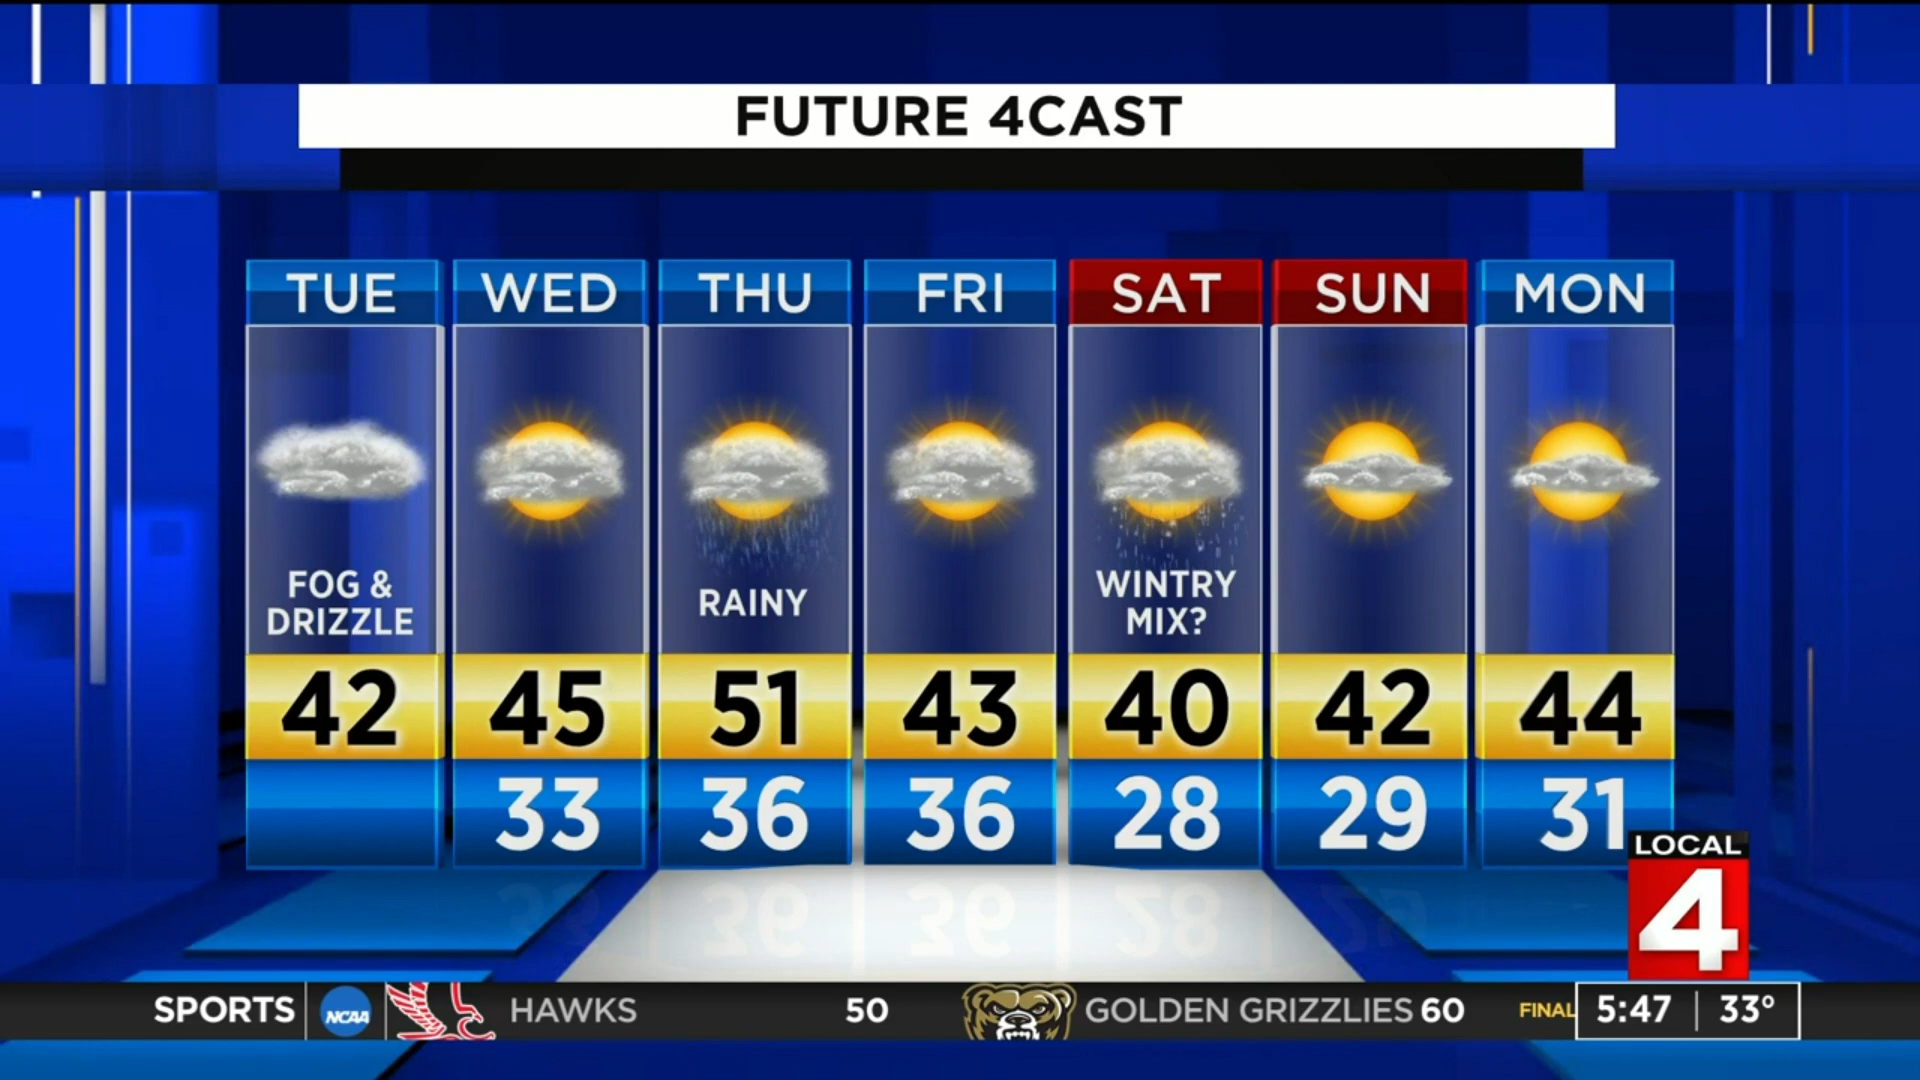 FUTURE 4CAST
TUE WED THU FRI SAT SUN MON
FOG &
DRIZZLE
RAINY
WINTRY
MIX?
42 45 51 43 40 42 44
33 36 36 28 29 31
LOCAL
4
SPORTS NCAA HAWKS 50 GOLDEN GRIZZLIES 60 FINAL 5:47 33°